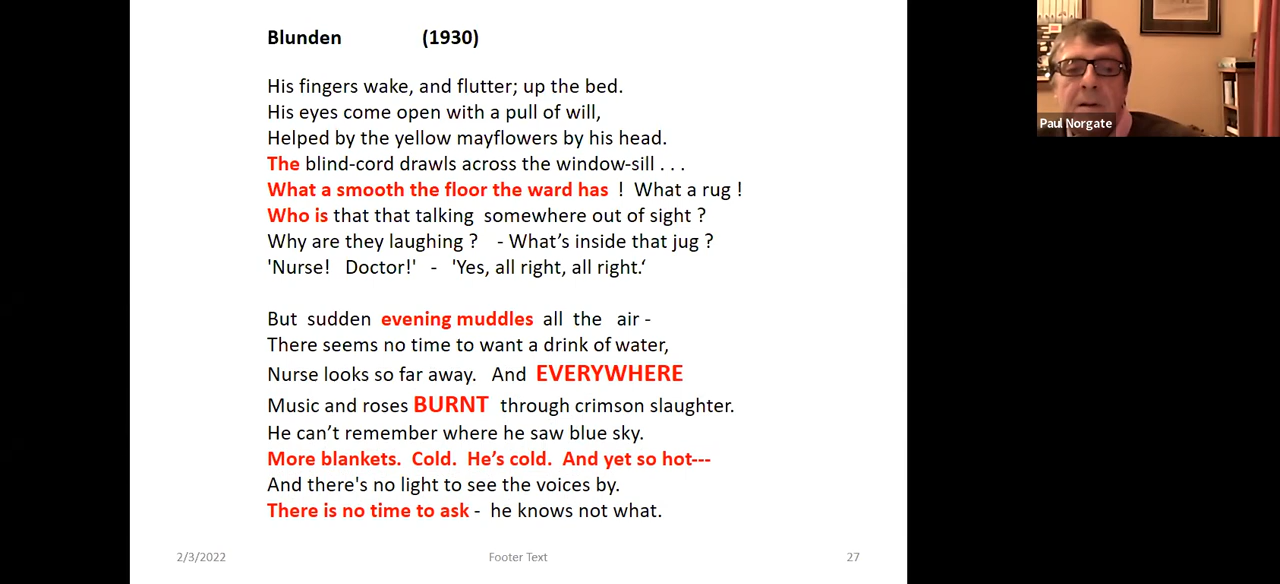 Blunden (1930)
His fingers wake, and flutter; up the bed.
His eyes come open with a pull of will,
Helped by the yellow mayflowers by his head.
The blind-cord drawls across the window-sill . . .
What a smooth the floor the ward has ! What a rug !
Who is that that talking somewhere out of sight ?
Why are they laughing ? - What’s inside that jug ?
'Nurse! Doctor!' - 'Yes, all right, all right.‘
But sudden evening muddles all the air -
There seems no time to want a drink of water,
Nurse looks so far away. And EVERYWHERE
Music and roses BURNT through crimson slaughter.
He can’t remember where he saw blue sky.
More blankets. Cold. He’s cold. And yet so hot---
And there's no light to see the voices by.
There is no time to ask - he knows not what.
2/3/2022 Footer Text 27
Paul Norgate